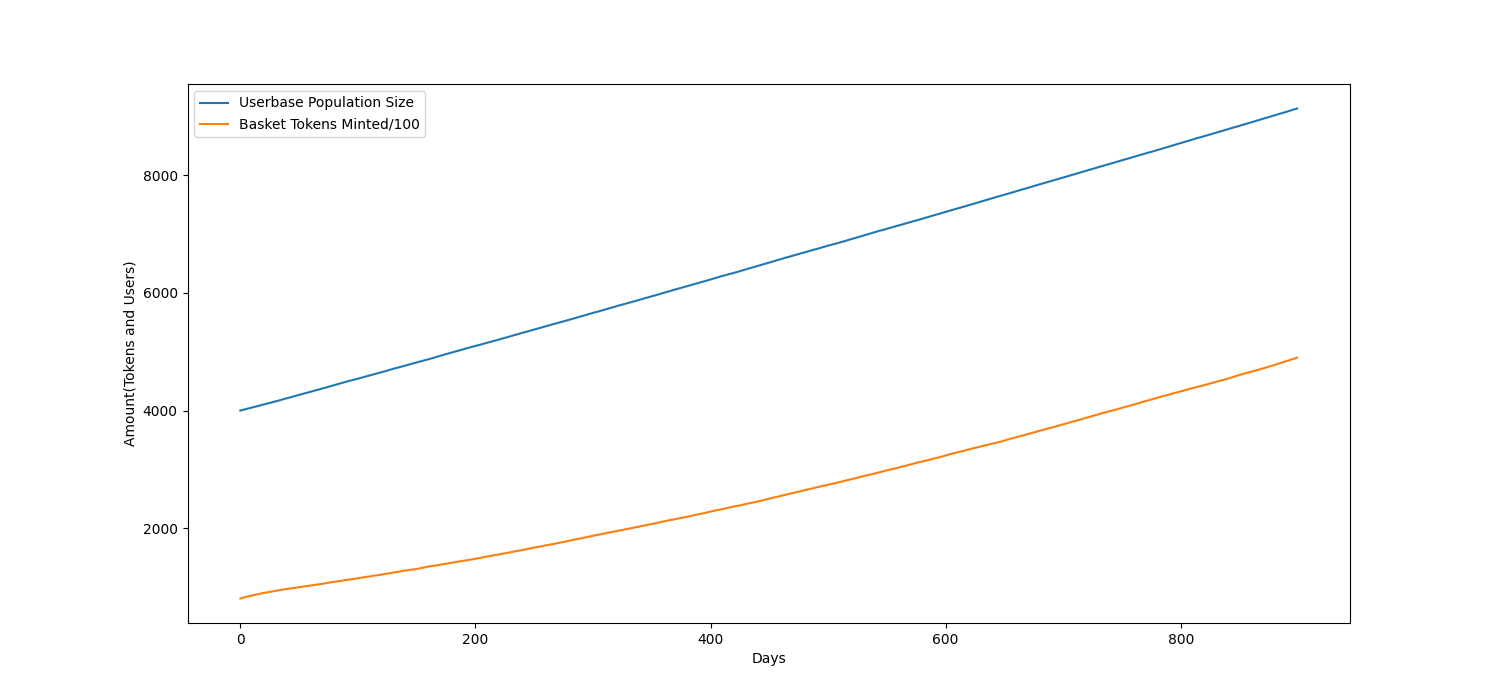 Userbase Population Size
Basket Tokens Minted/100
8000
6000
4000
2000
Amount(Tokens and Users)
0 200 400 600 800
Days